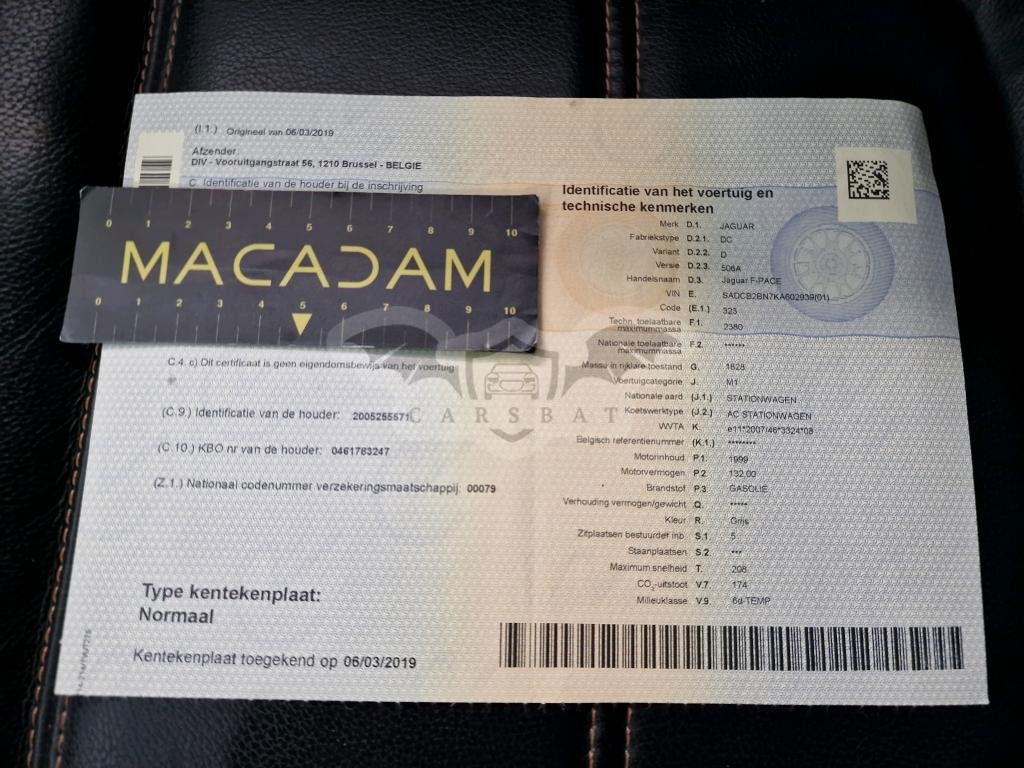 (I.1.) Origineel van 06/03/2019
Afzender
DIV - Vooruitgangstraat 56, 1210 Brussel - BELGIE
C. Identificatie van de houder bij de inschrijving
0 1 2 3 4 5 6 7 8 9 10
MACADAM
0 1 2 3 4 5 6 7 8 9 10
C.4. c) Dit certificaat is geen eigendomsbewijs van het voertuig
(C.9.) Identificatie van de houder: 2005255571
(C.10.) KBO nr van de houder: 0461783247
(Z.1.) Nationaal codenummer verzekeringsmaatschappij: 00079
Type kentekenplaat:
Normaal
Kentekenplaat toegekend op 06/03/2019
Identificatie van het voertuig en
technische kenmerken
Merk D.1. JAGUAR
Fabriekstype D.2.1. DC
Variant D.2.2. D
Versie D.2.3. 506A
Handelsnaam D.3. Jaguar F-PACE
VIN E. SADCB2BN7KA602939(01)
Code (E.1.) 323
Techn. toelaatbare
maximummassa F.1. 2380
Nationale toelaatbare
maximummassa F.2. ******
Massa in rijklare toestand G. 1828
Voertuigcategorie J. M1
Nationale aard (J.1.) STATIONWAGEN
Koetswerktype (J.2.) AC STATIONWAGEN
WVTA K. e11*2007/46*3324*08
Belgisch referentienummer (K.1.) ********
Motorinhoud P.1. 1999
Motorvermogen P.2. 132.00
Brandstof P.3. GASOLIE
Verhouding vermogen/gewicht Q. *****
Kleur R. Grijs
Zitplaatsen bestuurder inb. S.1. 5
Staanplaatsen S.2. ***
Maximum snelheid T. 208
CO2-uitstoot V.7. 174
Milieuklasse V.9. 6d-TEMP
CARSBAT